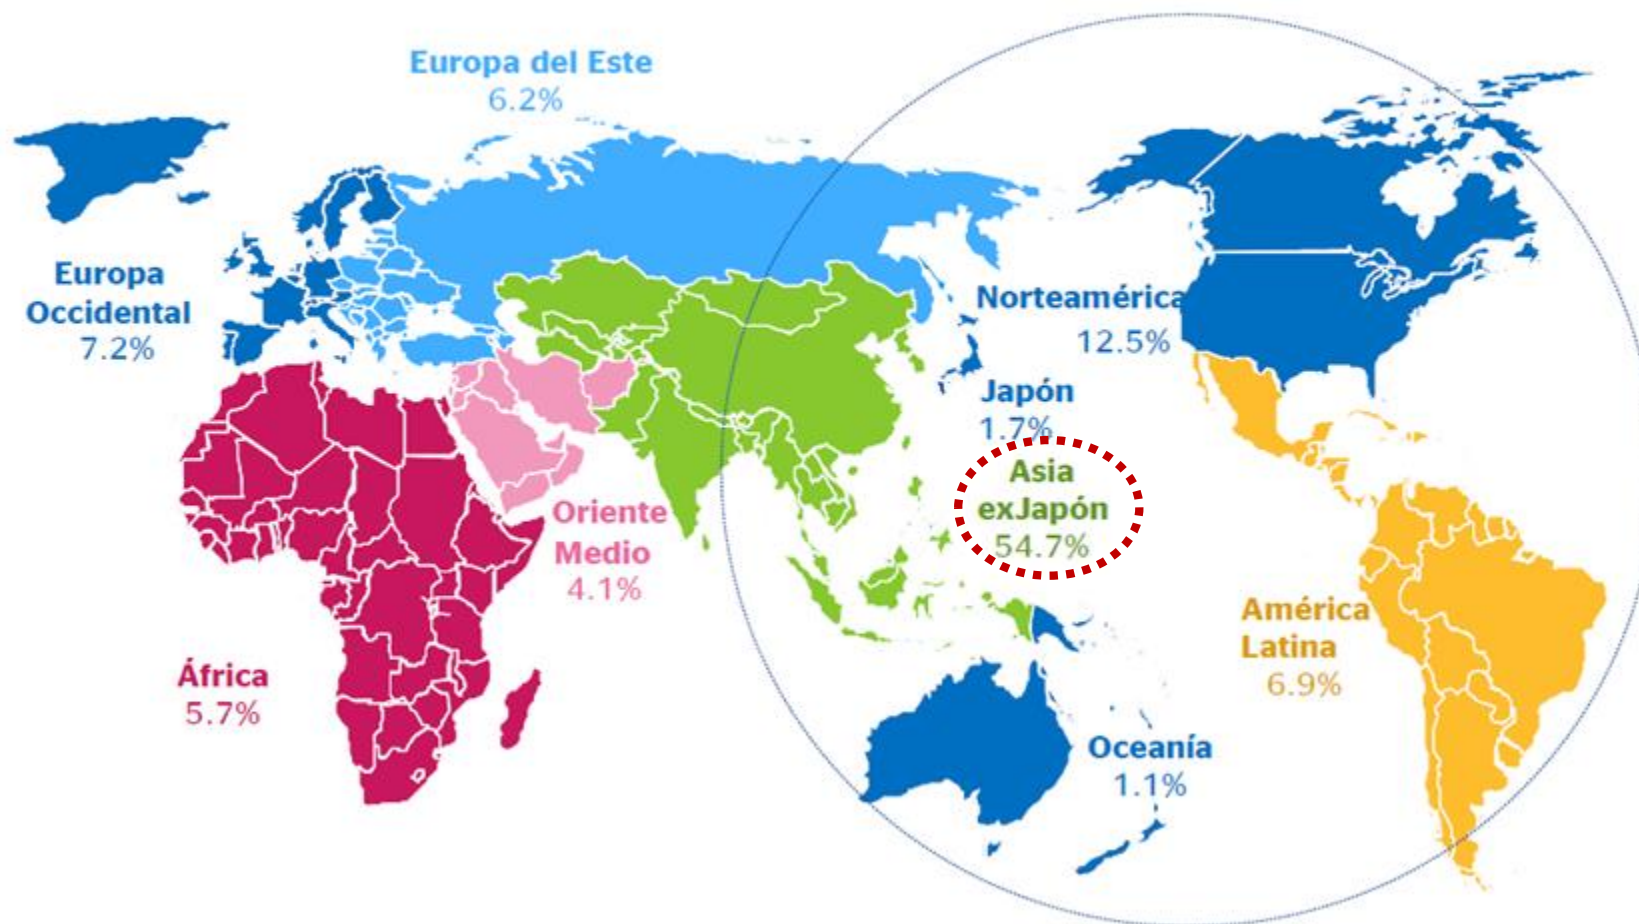 Europa del Este
6.2%
Europa
Occidental
7.2%
Norteamérica
12.5%
Japón
1.7%
Asia
exJapón
54.7%
Oriente
Medio
4.1%
América
Latina
6.9%
África
5.7%
Oceanía
1.1%